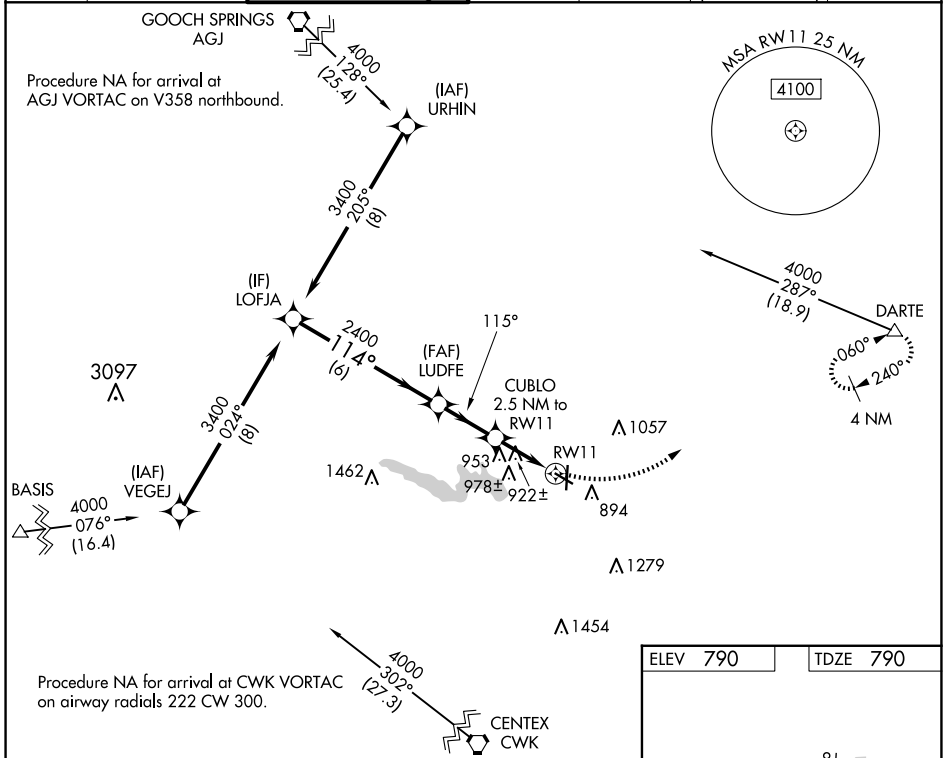 GOOCH SPRINGS
AGJ
4000
128°
(25.4)
Procedure NA for arrival at
AGJ VORTAC on V358 northbound.
(IAF)
URHIN
MSA RW11 25 NM
4100
3400
205°
(8)
(IF)
LOFJA
4000
287°
(18.9)
DARTE
060°
240°
4 NM
2400
114°
(6)
115°
(FAF)
LUDFE
CUBLO
2.5 NM to
RW11
3097
3400
024°
(8)
1057
RW11
953
1462
978±
922±
894
(IAF)
VEGEJ
BASIS
4000
076°
(16.4)
1279
1454
4000
302°
(27.3)
Procedure NA for arrival at CWK VORTAC
on airway radials 222 CW 300.
CENTEX
CWK
ELEV 790
TDZE 790